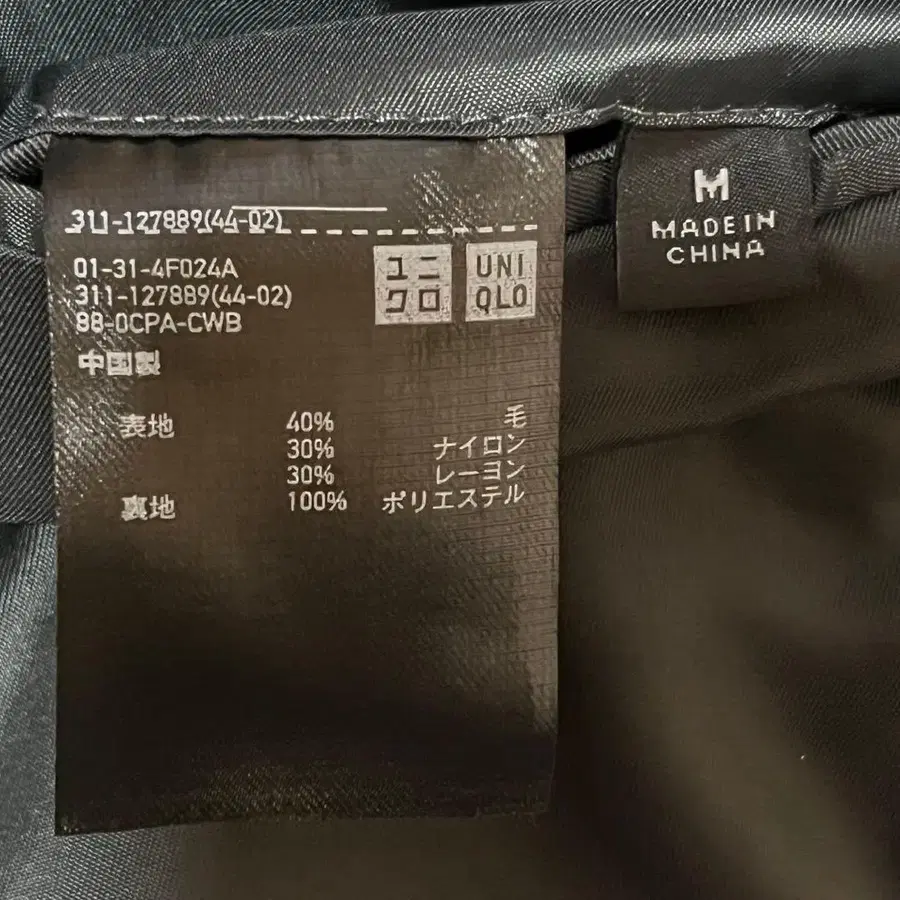 311-127889(44-02)
01-31-4F024A
311-127889(44-02)
88-0CPA-CWB
中国製
ユニ
クロ
UNI
QLO
表地 40% 毛
30% ナイロン
30% レーヨン
裏地 100% ポリエステル
M
MADE IN
CHINA